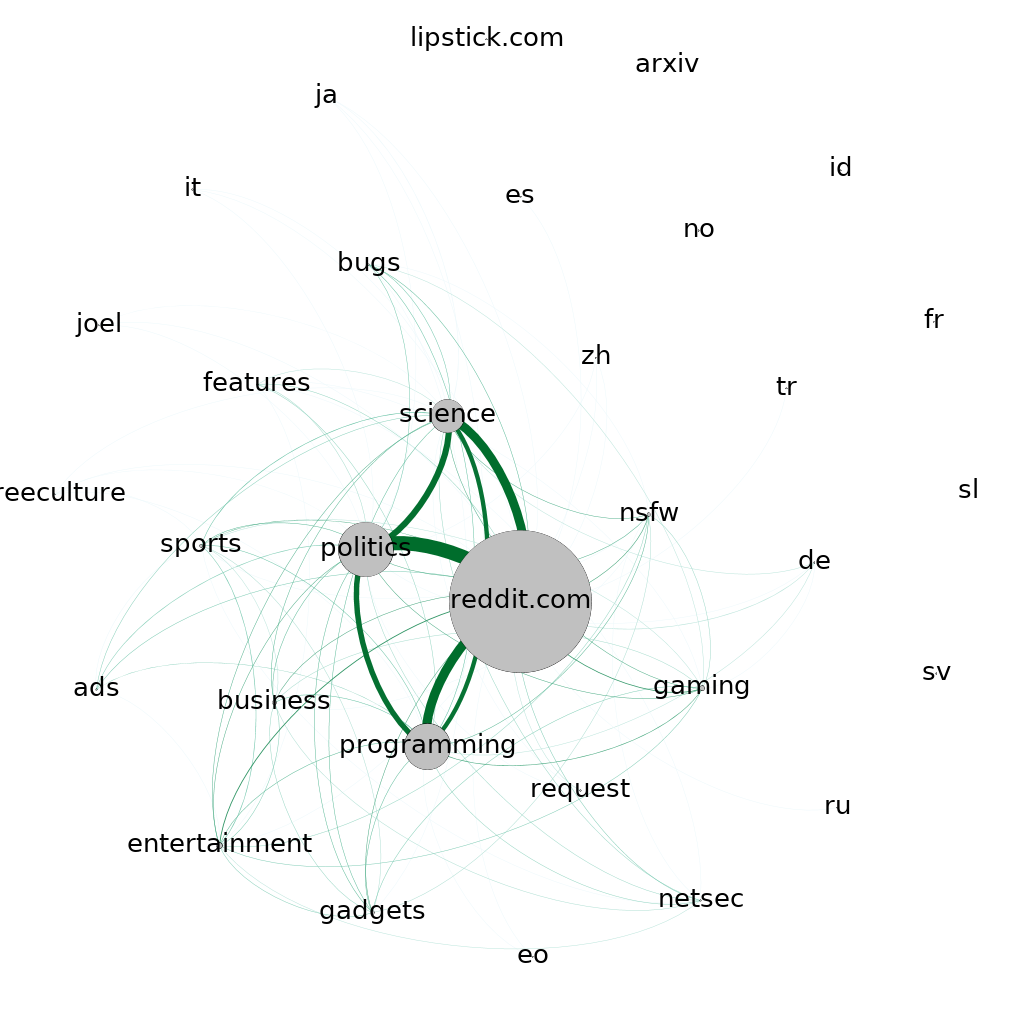 lipstick.com
arxiv
ja
id
it
es
no
bugs
fr
joel
zh
features
tr
science
sl
reeculture
nsfw
sports
politics
de
reddit.com
sv
gaming
ads
business
programming
request
ru
entertainment
netsec
gadgets
eo